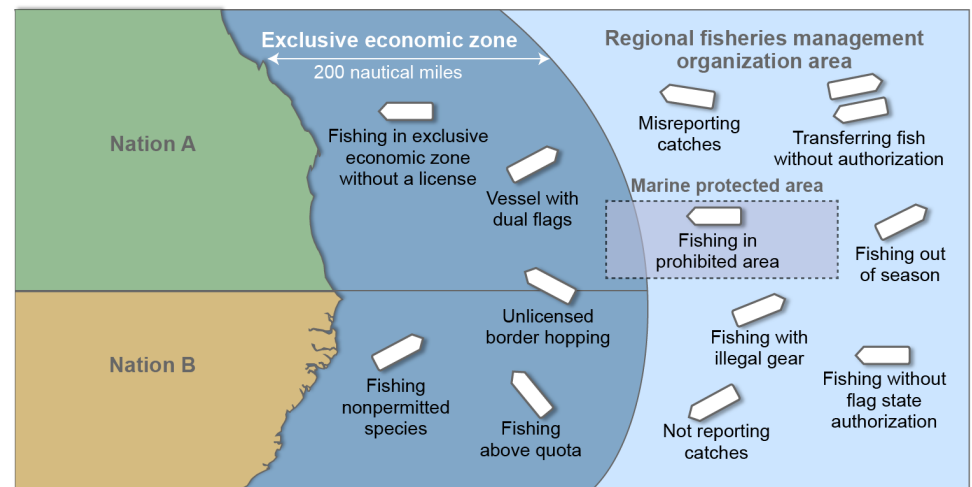 Exclusive economic zone
200 nautical miles
Regional fisheries management
organization area
Nation A
Fishing in exclusive
economic zone
without a license
Vessel with
dual flags
Misreporting
catches
Transferring fish
without authorization
Marine protected area
Fishing in
prohibited area
Fishing out
of season
Unlicensed
border hopping
Nation B
Fishing
nonpermitted
species
Fishing
above quota
Fishing with
illegal gear
Fishing without
flag state
authorization
Not reporting
catches